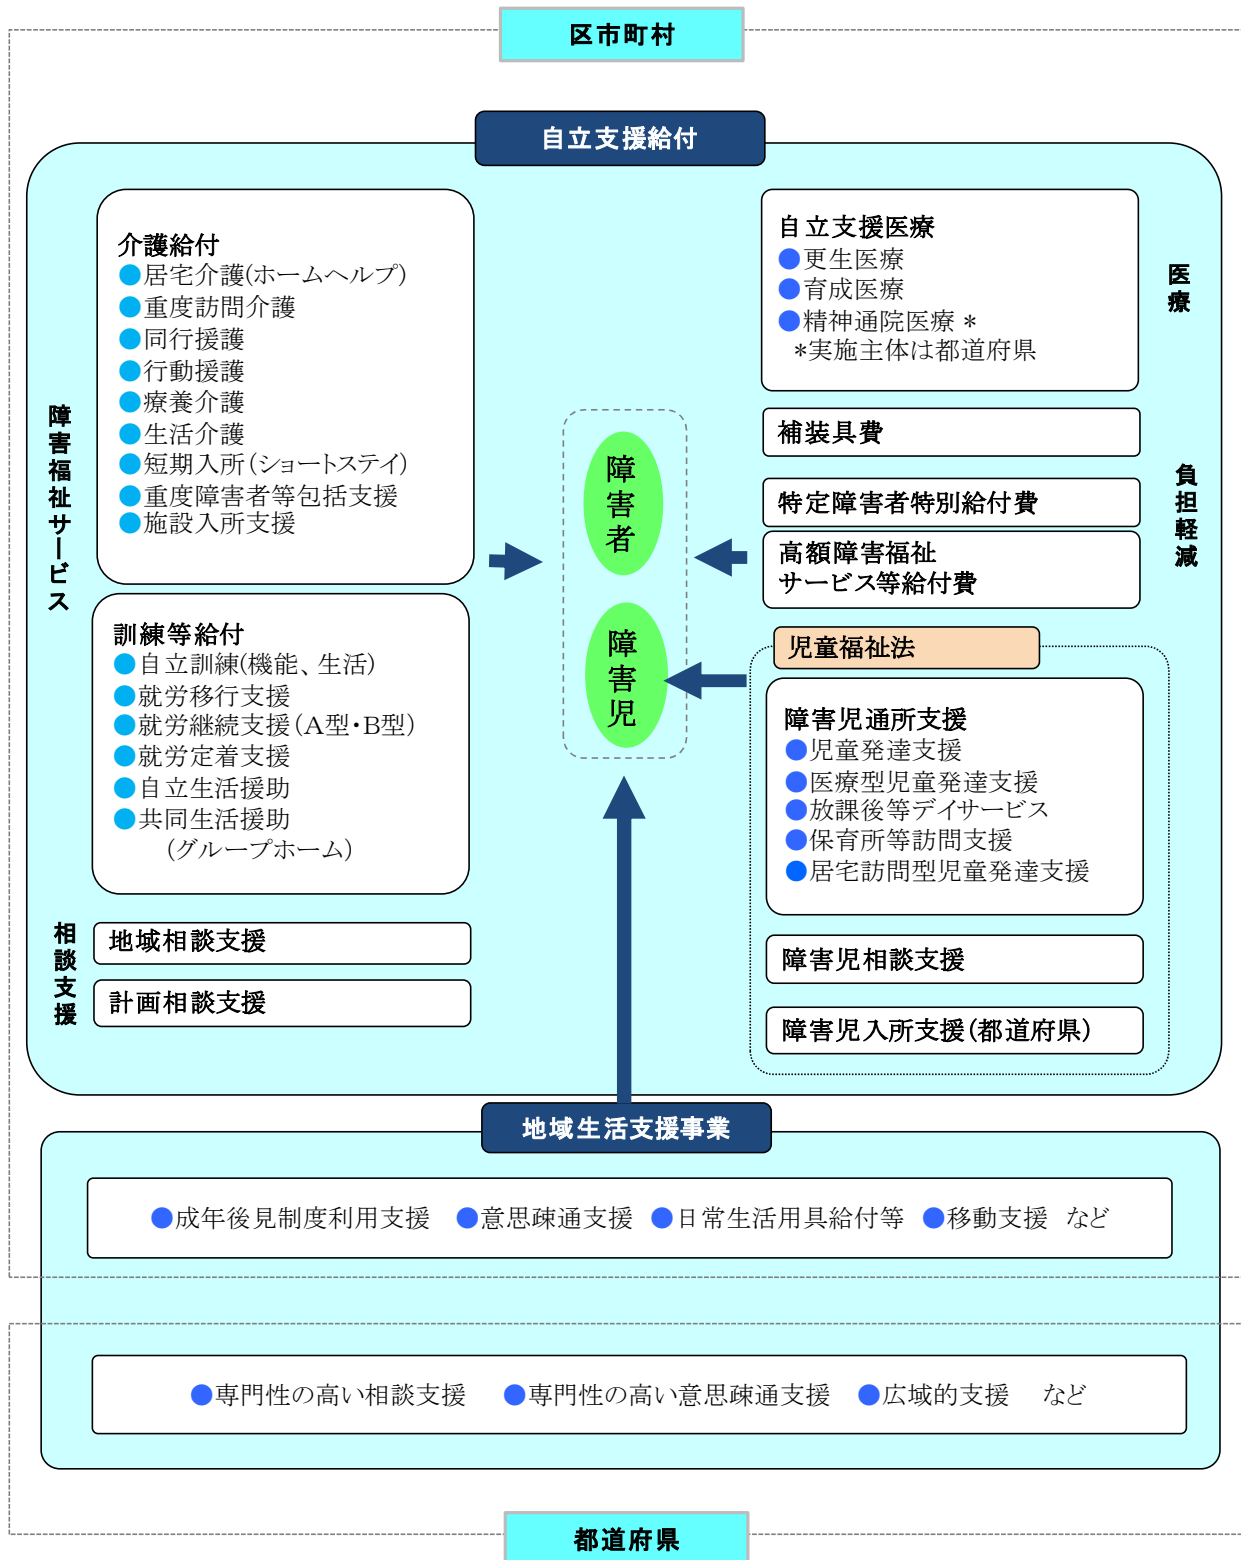 区市町村
自立支援給付
障害福祉サービス
介護給付
●居宅介護(ホームヘルプ)
●重度訪問介護
●同行援護
●行動援護
●療養介護
●生活介護
●短期入所(ショートステイ)
●重度障害者等包括支援
●施設入所支援
訓練等給付
●自立訓練(機能、生活)
●就労移行支援
●就労継続支援(A型・B型)
●就労定着支援
●自立生活援助
●共同生活援助
(グループホーム)
相談支援
地域相談支援
計画相談支援
障害者
障害児
自立支援医療
●更生医療
●育成医療
●精神通院医療 *
*実施主体は都道府県
医療
補装具費
負担軽減
特定障害者特別給付費
高額障害福祉
サービス等給付費
児童福祉法
障害児通所支援
●児童発達支援
●医療型児童発達支援
●放課後等デイサービス
●保育所等訪問支援
●居宅訪問型児童発達支援
障害児相談支援
障害児入所支援(都道府県)
地域生活支援事業
●成年後見制度利用支援 ●意思疎通支援 ●日常生活用具給付等 ●移動支援 など
●専門性の高い相談支援 ●専門性の高い意思疎通支援 ●広域的支援 など
都道府県